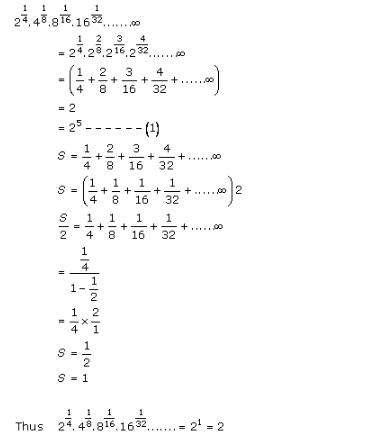 2^{1/4}.4^{1/8}.8^{1/16}.16^{1/32}.......∞
= 2^{1/4}.2^{2/8}.2^{3/16}.2^{4/32}.......∞
= (1/4 + 2/8 + 3/16 + 4/32 + ......∞)
= 2
= 2^5 − − − − − − (1)
S = 1/4 + 2/8 + 3/16 + 4/32 + ......∞
S = (1/4 + 1/8 + 1/16 + 1/32 + ......∞) 2
S/2 = 1/4 + 1/8 + 1/16 + 1/32 + ......∞
= (1/4)/(1 − 1/2)
= 1/4 × 2/1
S = 1/2
S = 1
Thus 2^{1/4}.4^{1/8}.8^{1/16}.16^{1/32}....... = 2^1 = 2